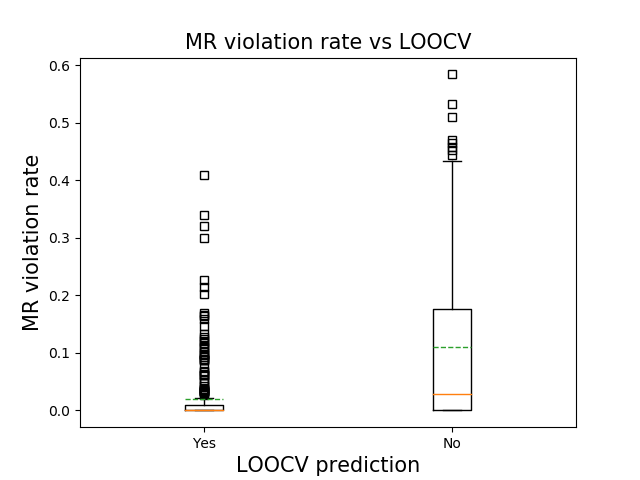 MR violation rate vs LOOCV
MR violation rate
0.6
0.5
0.4
0.3
0.2
0.1
0.0
Yes
No
LOOCV prediction